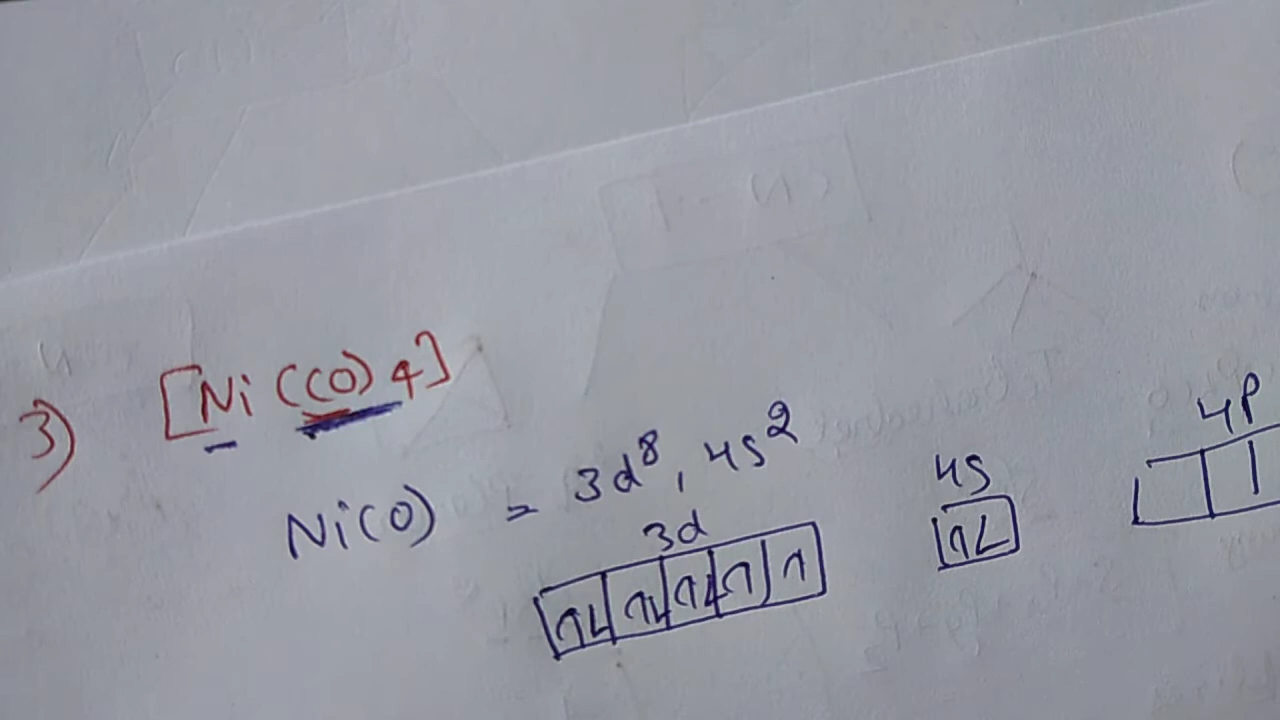 3) [Ni(CO)4]
Ni(0) = 3d⁸, 4s²
3d 4s 4p
↑↓ ↑↓ ↑↓ ↑ ↑ ↑↓